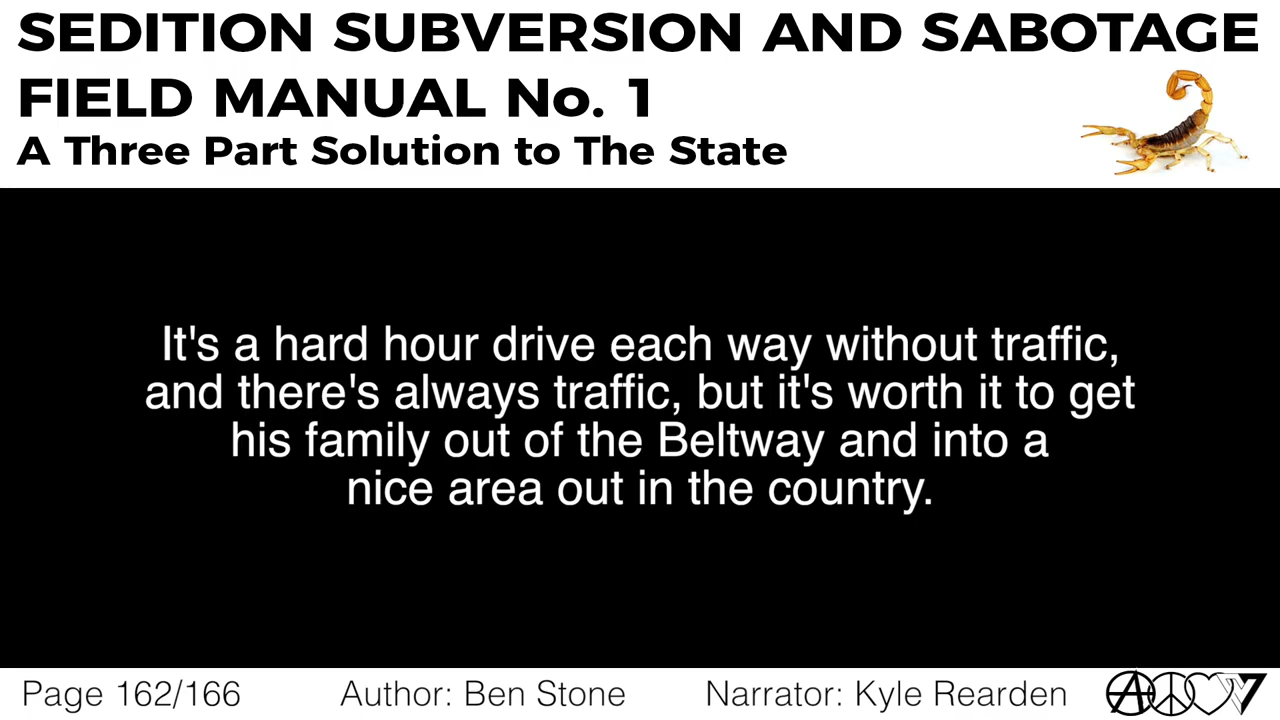 SEDITION SUBVERSION AND SABOTAGE
FIELD MANUAL No. 1
A Three Part Solution to The State
It's a hard hour drive each way without traffic,
and there's always traffic, but it's worth it to get
his family out of the Beltway and into a
nice area out in the country.
Page 162/166 Author: Ben Stone Narrator: Kyle Rearden